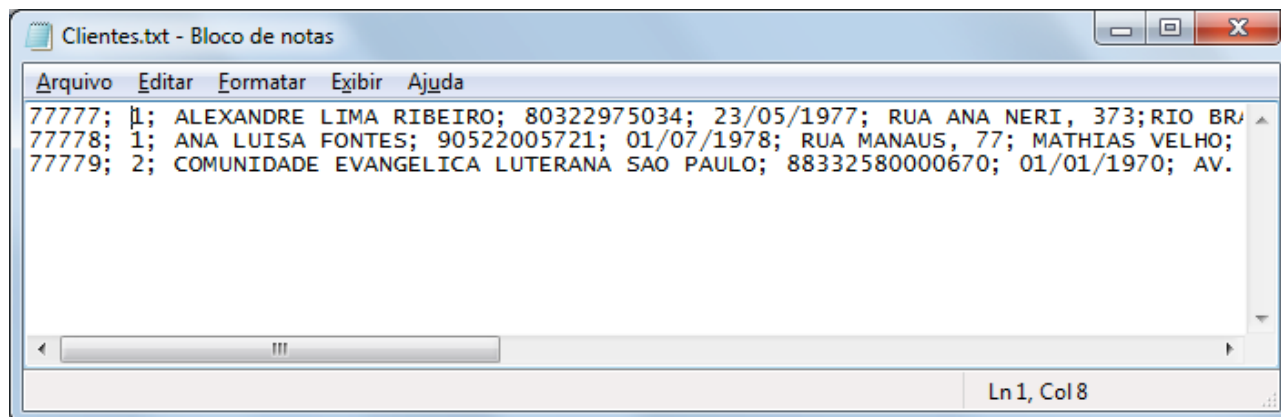 Clientes.txt - Bloco de notas
Arquivo Editar Formatar Exibir Ajuda
77777; 1; ALEXANDRE LIMA RIBEIRO; 80322975034; 23/05/1977; RUA ANA NERI, 373;RIO
77778; 1; ANA LUISA FONTES; 90522005721; 01/07/1978; RUA MANAUS, 77; MATHIAS VELHO;
77779; 2; COMUNIDADE EVANGELICA LUTERANA SAO PAULO; 88332580000670; 01/01/1970; AV.
Ln 1, Col 8